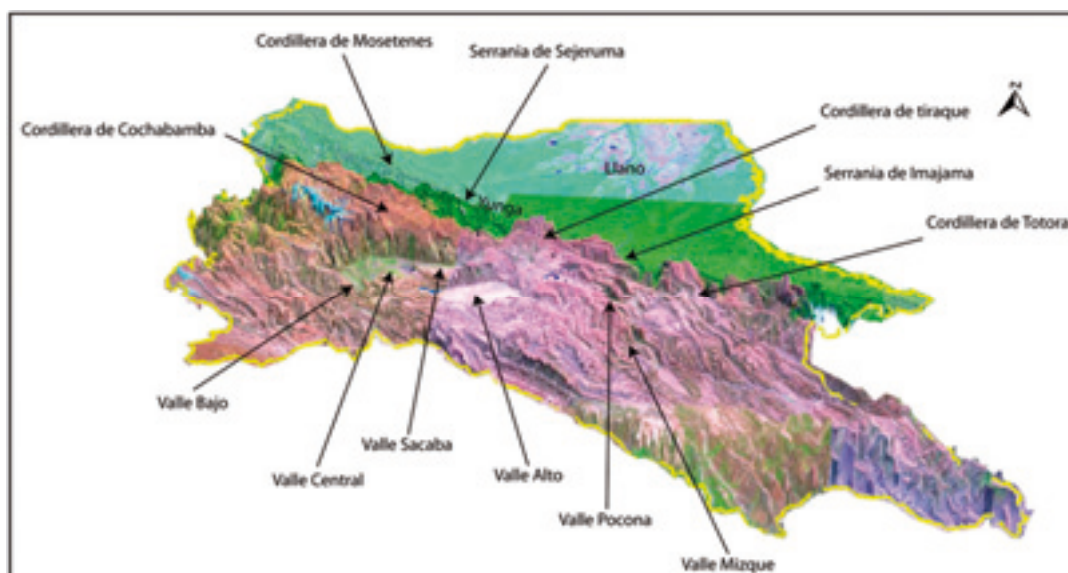 Cordillera de Mosetenes
Serrania de Sejeruma
N
Cordillera de Cochabamba
Cordillera de tiraque
Llano
Serrania de Imajama
Yunga
Cordillera de Totora
Valle Bajo
Valle Sacaba
Valle Central
Valle Alto
Valle Pocona
Valle Mizque